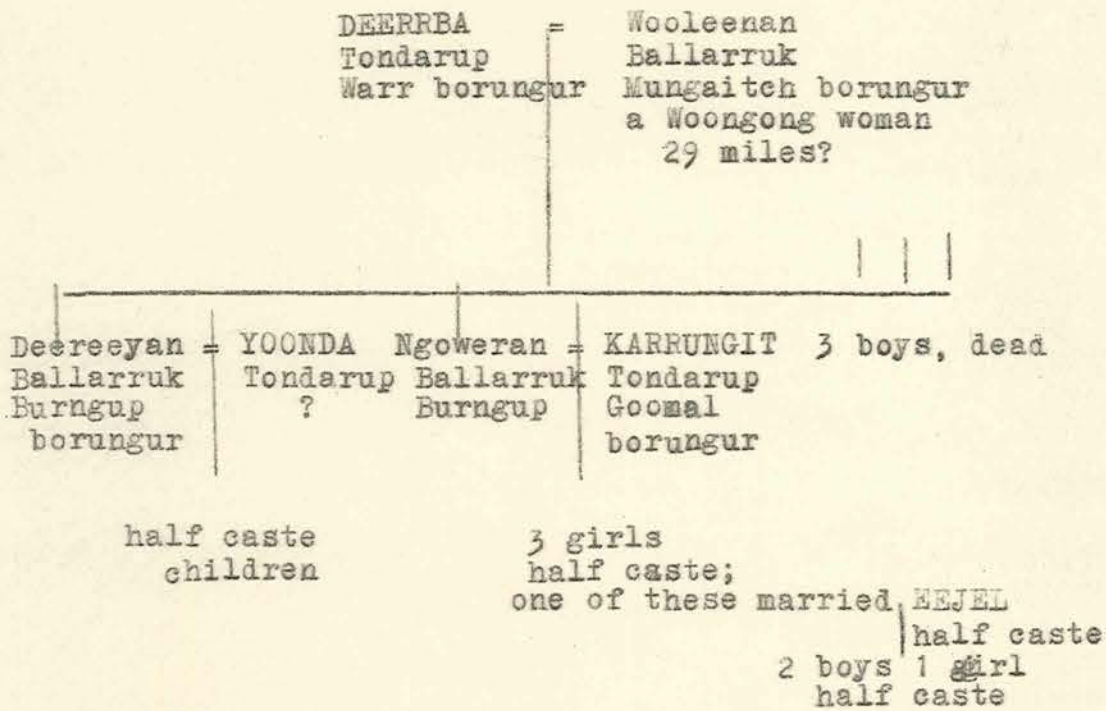 DEERRBA = Wooleenan
Tondarup Ballarruk
Warr borungur Mungaitch borungur
a Woongong woman
29 miles?
Deereeyan = YOONDA Ngoweran = KARRUNGIT 3 boys, dead
Ballarruk Tondarup Ballarruk Tondarup
Burngup ? Burngup Goomal
borungur borungur
half caste 3 girls
children half caste;
one of these married EEJEL
half caste
2 boys 1 girl
half caste